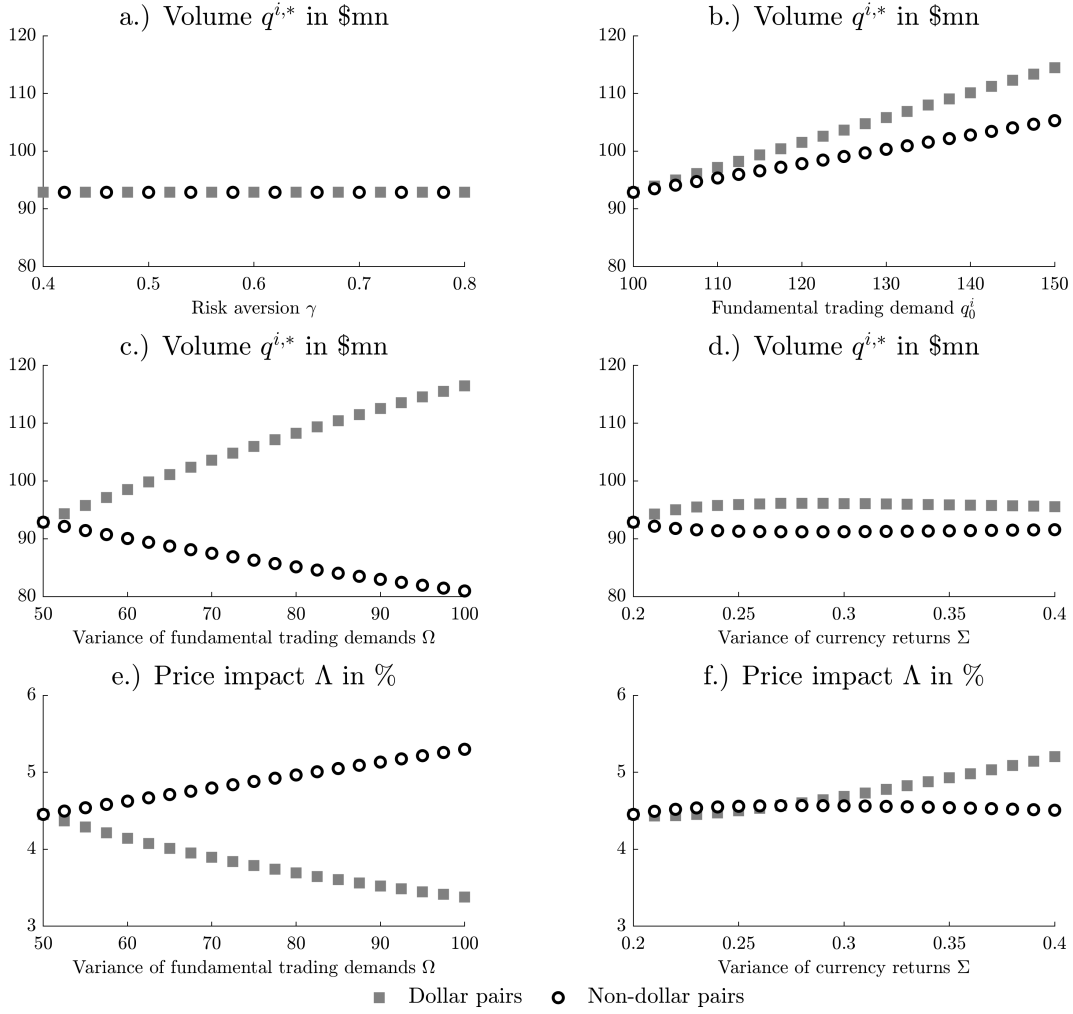 a.) Volume q^{i,*} in $mn
120
110
100
90
80
0.4 0.5 0.6 0.7 0.8
Risk aversion γ
b.) Volume q^{i,*} in $mn
120
110
100
90
80
100 110 120 130 140 150
Fundamental trading demand q_0^i
c.) Volume q^{i,*} in $mn
120
110
100
90
80
50 60 70 80 90 100
Variance of fundamental trading demands Ω
d.) Volume q^{i,*} in $mn
120
110
100
90
80
0.2 0.25 0.3 0.35 0.4
Variance of currency returns Σ
e.) Price impact Λ in %
6
5
4
3
50 60 70 80 90 100
Variance of fundamental trading demands Ω
f.) Price impact Λ in %
6
5
4
3
0.2 0.25 0.3 0.35 0.4
Variance of currency returns Σ
Dollar pairs Non-dollar pairs